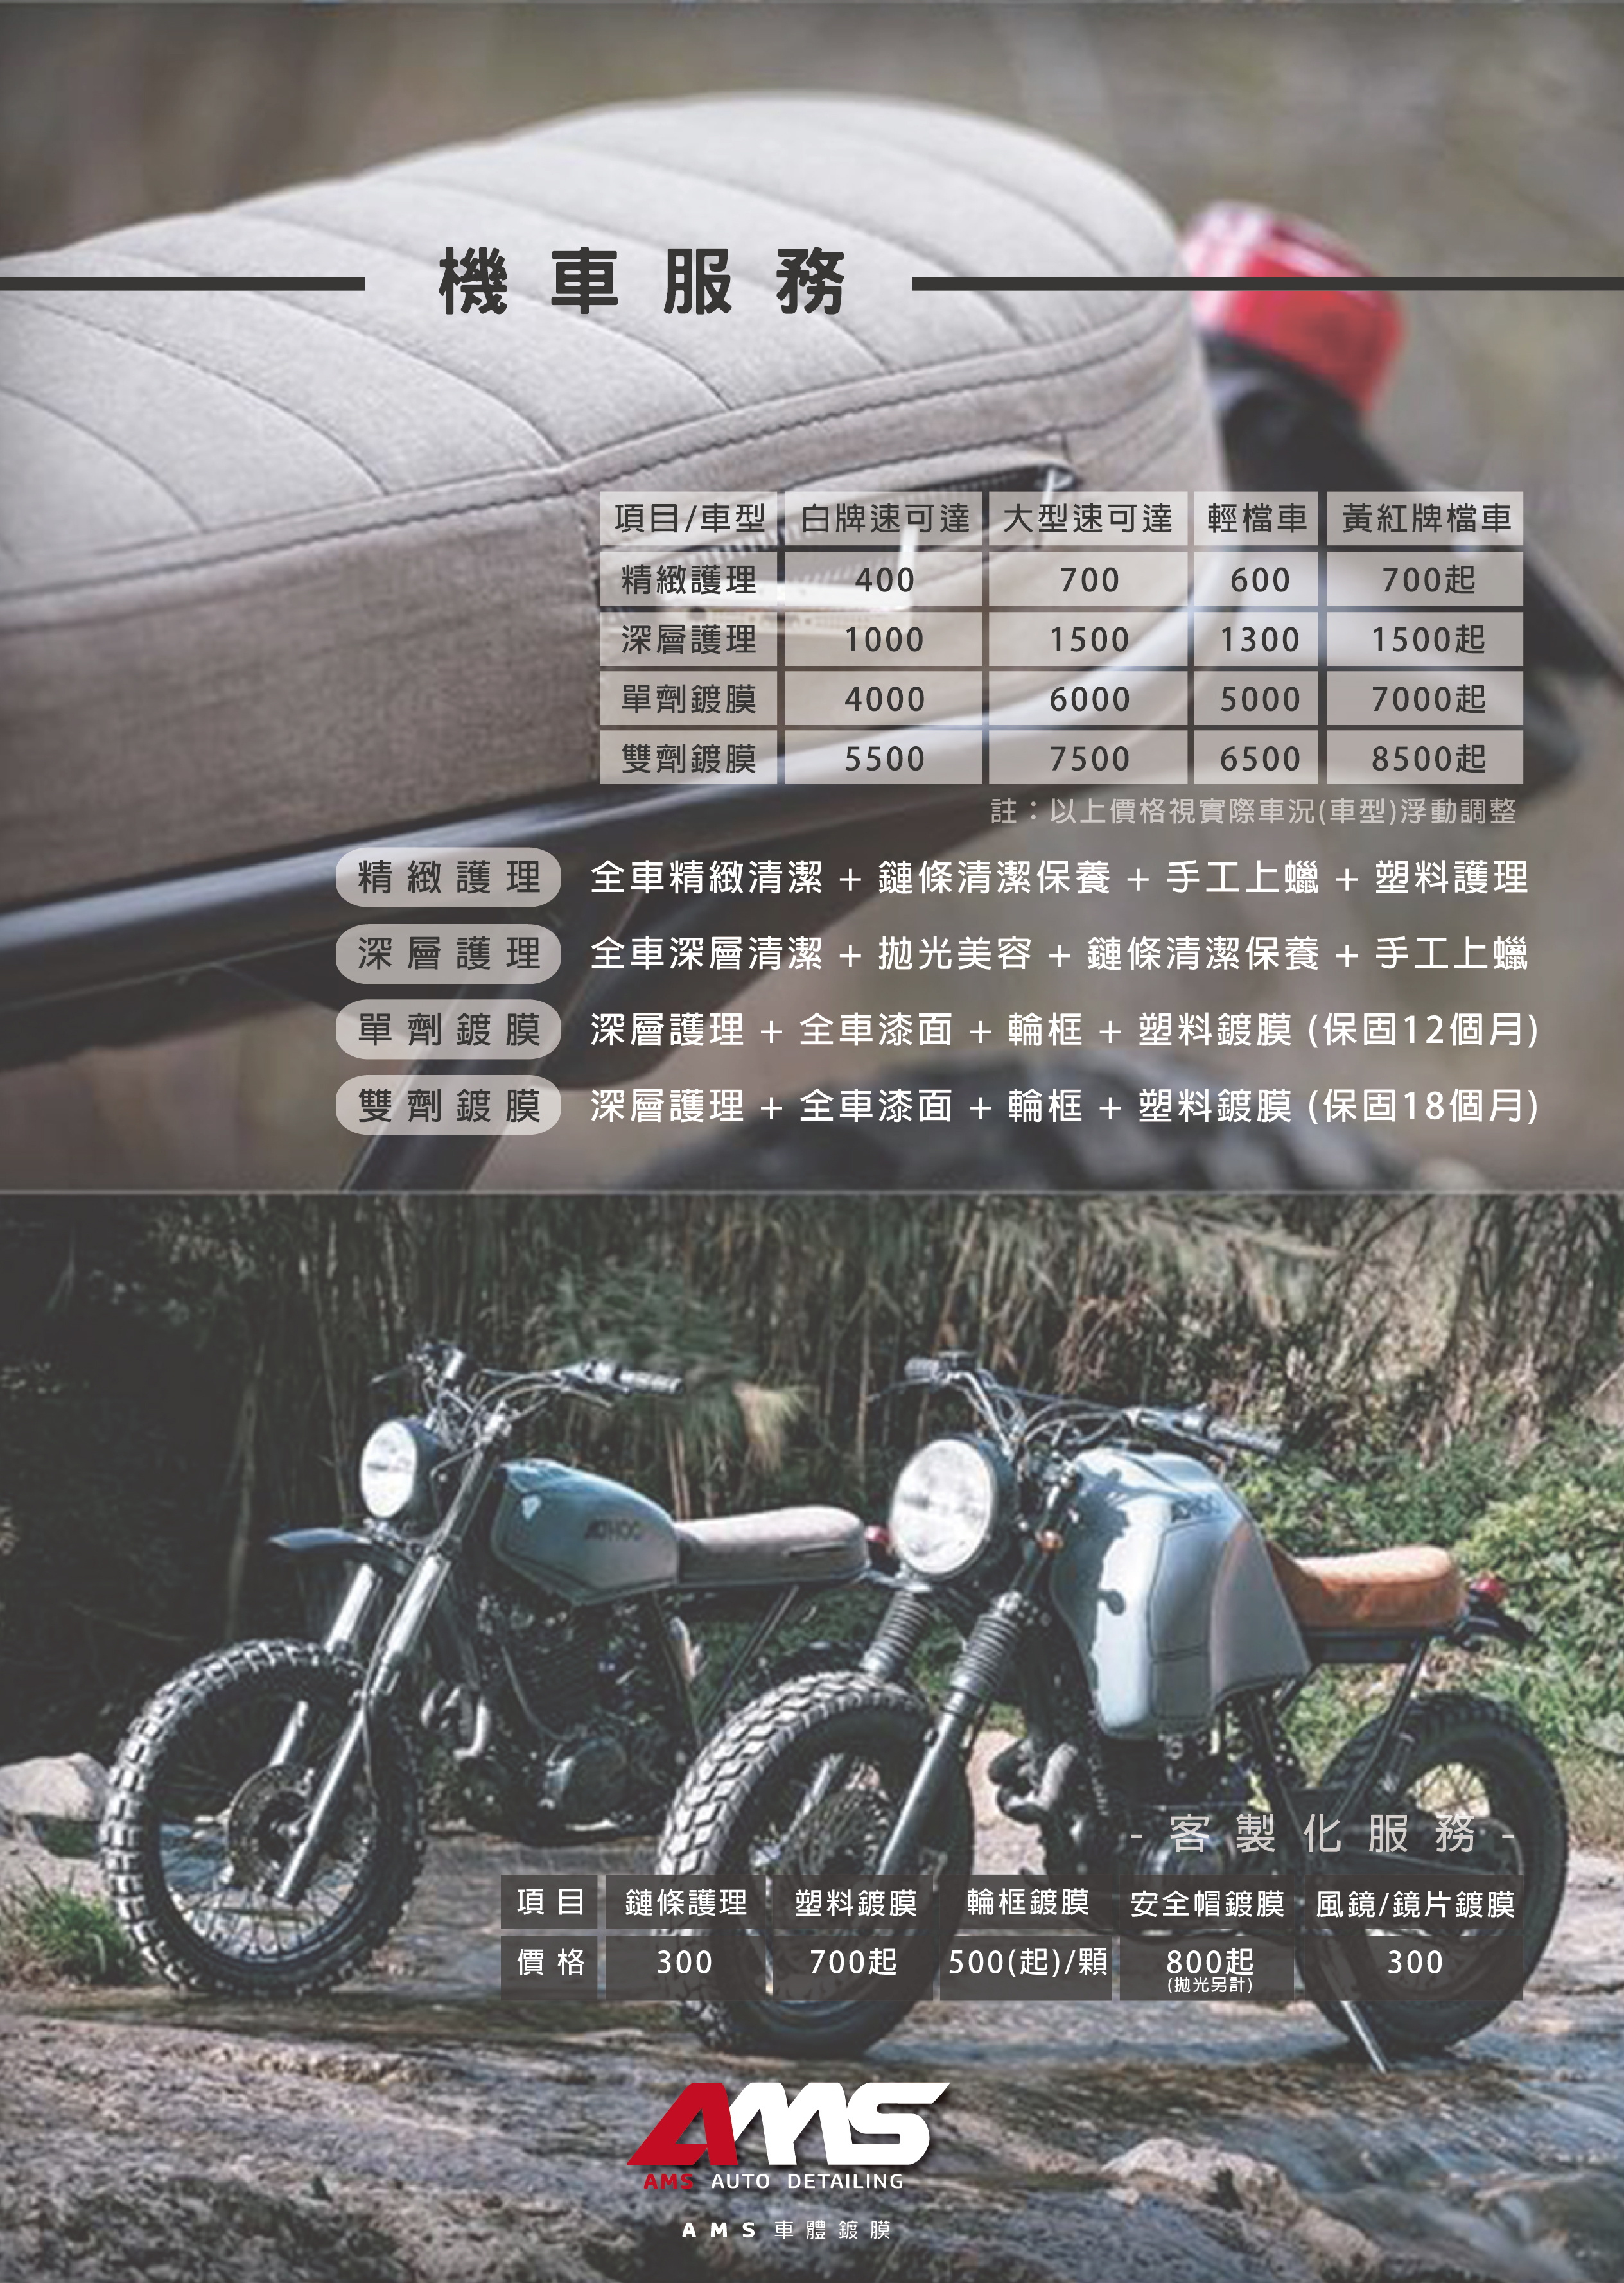 機車服務
項目/車型 白牌速可達 大型速可達 輕檔車 黃紅牌檔車
精緻護理 400 700 600 700起
深層護理 1000 1500 1300 1500起
單劑鍍膜 4000 6000 5000 7000起
雙劑鍍膜 5500 7500 6500 8500起
註：以上價格視實際車況(車型)浮動調整
精緻護理 全車精緻清潔 + 鏈條清潔保養 + 手工上蠟 + 塑料護理
深層護理 全車深層清潔 + 拋光美容 + 鏈條清潔保養 + 手工上蠟
單劑鍍膜 深層護理 + 全車漆面 + 輪框 + 塑料鍍膜 (保固12個月)
雙劑鍍膜 深層護理 + 全車漆面 + 輪框 + 塑料鍍膜 (保固18個月)
- 客製化服務 -
項目 鏈條護理 塑料鍍膜 輪框鍍膜 安全帽鍍膜 風鏡/鏡片鍍膜
價格 300 700起 500(起)/顆 800起 300
(拋光另計)
AMS
AMS AUTO DETAILING
AMS車體鍍膜